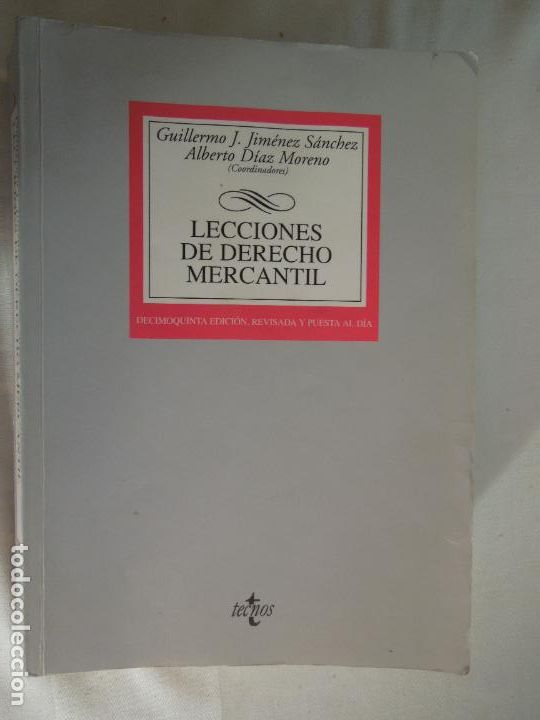 Guillermo J. Jiménez Sánchez
Alberto Díaz Moreno
(Coordinadores)
LECCIONES
DE DERECHO
MERCANTIL
DECIMOQUINTA EDICIÓN, REVISADA Y PUESTA AL DÍA
tecnos
todocoleccion.net